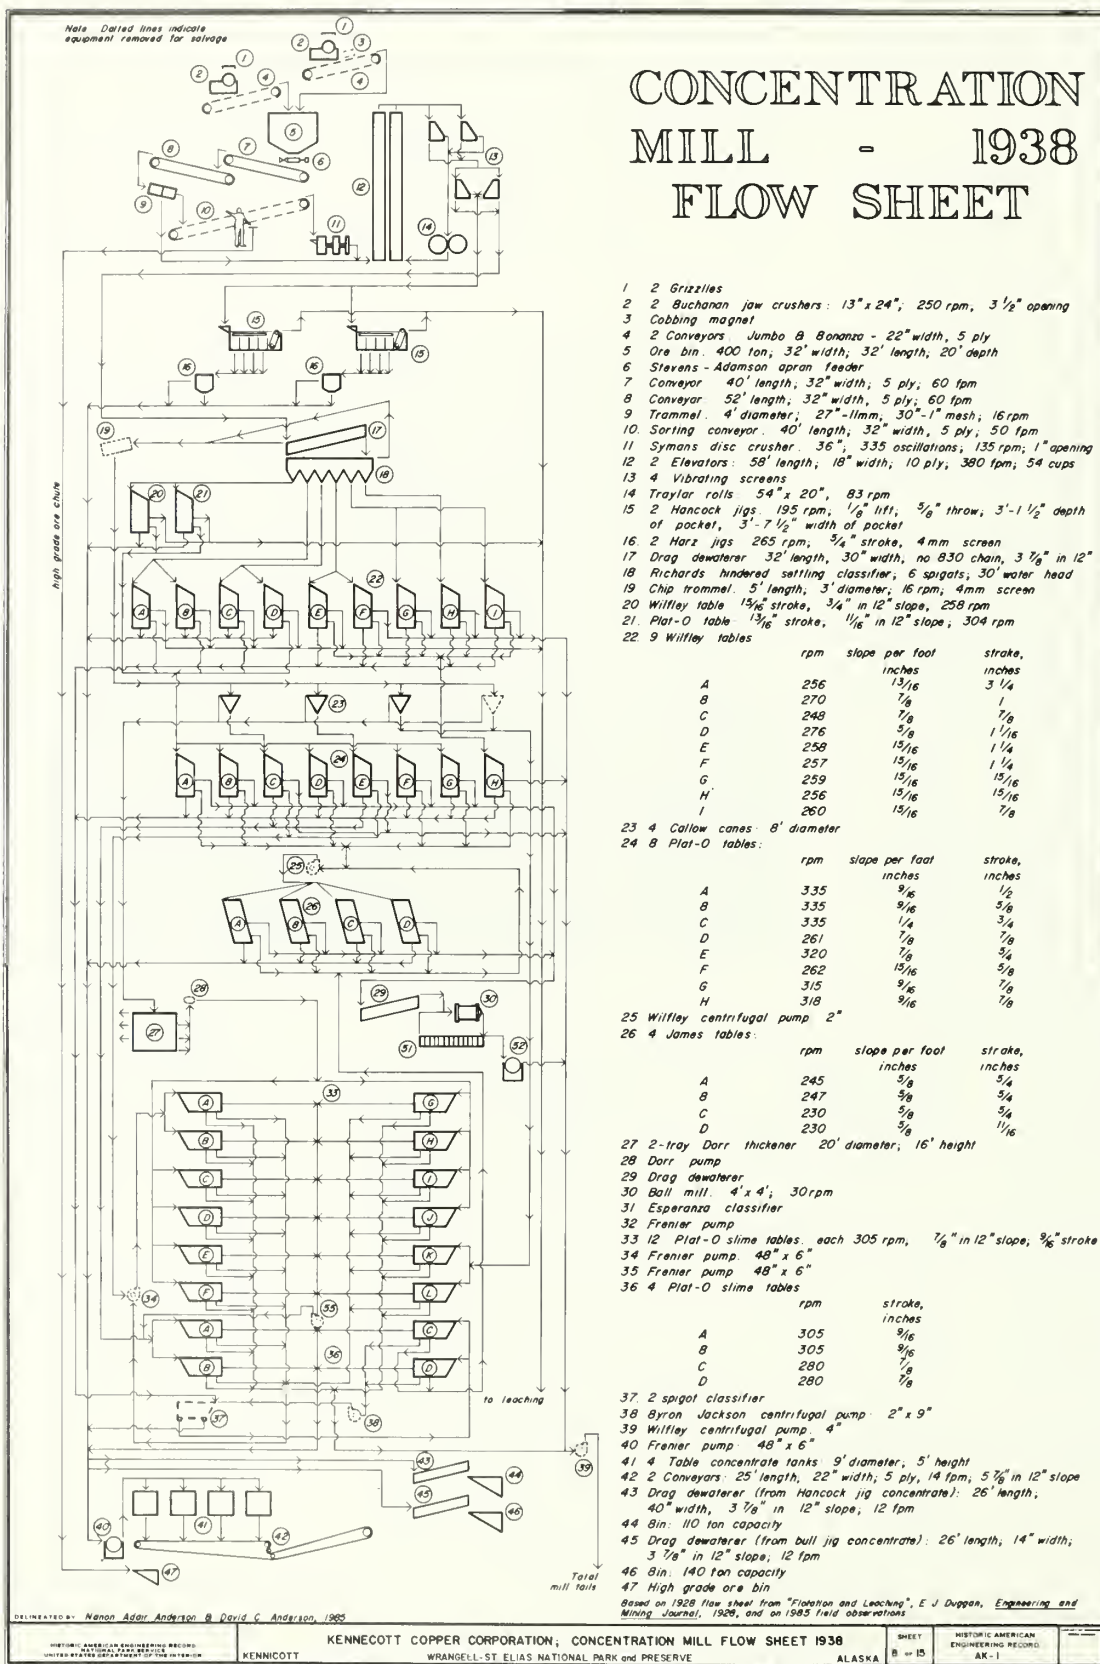 Note Dotted lines indicate
equipment removed for salvage
CONCENTRATION
MILL - 1938
FLOW SHEET
1 2 Grizzlies
2 2 Buchanan jaw crushers: 13" x 24"; 250 rpm, 3 1/2" opening
3 Cobbing magnet
4 2 Conveyors. Jumbo & Bonanza - 22" width, 5 ply
5 Ore bin. 400 ton; 32' width; 32' length; 20' depth
6 Stevens-Adamson apran feeder
7 Conveyor 40' length; 32" width; 5 ply; 60 fpm
8 Conveyar 52' length; 32" width, 5 ply; 60 fpm
9 Trammel. 4' diameter; 27"-11mm; 30"-1" mesh; 16 rpm
10. Sorting conveyor. 40' length; 32" width, 5 ply; 50 fpm
11 Symans disc crusher. 36"; 335 oscillations; 135 rpm; 1" opening
12 2 Elevators: 58' length; 18" width; 10 ply; 380 fpm; 54 cups
13 4 Vibrating screens
14 Traylar rolls 54" x 20", 83 rpm
15 2 Hancock jigs. 195 rpm; 1/8" lift; 5/8" throw; 3'-1 1/2" depth
of pocket, 3'-7 1/2" width of pocket
16. 2 Harz jigs 265 rpm; 5/4" stroke, 4mm screen
17 Drag dewaterer 32' length, 30" width, no 830 chain, 3 7/8" in 12"
18 Richards hindered settling classifier; 6 spigats; 30' water head
19 Chip trommel. 5' length; 3' diameter; 16 rpm; 4mm screen
20 Wilfley table 15/16" stroke, 3/4" in 12" slope, 258 rpm
21. Plat-O table 13/16" stroke, 11/16" in 12" slope; 304 rpm
22. 9 Wilfley tables
rpm slope per foot stroke,
inches inches
A 256 13/16 3 1/4
B 270 7/8 1
C 248 7/8 7/8
D 276 5/8 1 1/16
E 258 15/16 1 1/4
F 257 15/16 1 1/4
G 259 15/16 15/16
H 256 15/16 15/16
I 260 15/16 7/8
23 4 Callow canes 8' diameter
24 8 Plat-O tables:
rpm slape per faat stroke,
inches inches
A 335 9/16 1/2
B 335 9/16 5/8
C 335 1/4 3/4
D 261 7/8 7/8
E 320 7/8 5/4
F 262 15/16 5/8
G 315 9/16 7/8
H 318 9/16 7/8
25 Wilfley centrifugal pump 2"
26 4 James tables.
rpm slope per foot stroke,
inches inches
A 245 5/8 5/4
B 247 5/8 5/4
C 230 5/8 5/4
D 230 5/8 11/16
27 2-tray Dorr thickener 20' diameter; 16' height
28 Dorr pump
29 Drag dewaterer
30 Ball mill. 4' x 4'; 30 rpm
31 Esperanza classifier
32 Frenier pump
33 12 Plat-O slime tables. each 305 rpm, 7/8" in 12" slope; 9/16" stroke
34 Frenier pump. 48" x 6"
35 Frenier pump 48" x 6"
36 4 Plat-O slime tables
rpm stroke,
inches
A 305 9/16
B 305 9/16
C 280 7/8
D 280 7/8
37. 2 spigot classifier
38 Byron Jackson centrifugal pump 2" x 9"
39 Wilfley centrifugal pump. 4"
40 Frenier pump 48" x 6"
41 4 Table concentrate tanks 9' diameter; 5' height
42 2 Conveyars: 25' length; 22" width; 5 ply, 14 fpm; 5 7/8" in 12" slope
43 Drag dewaterer (from Hancock jig concentrate): 26' length;
40" width, 3 7/8" in 12" slope; 12 fpm
44 Bin: 110 ton capacity
45 Drag dewaterer (from bull jig concentrate): 26' length; 14" width;
3 7/8" in 12" slope; 12 fpm
46 Bin: 140 ton capacity
47 High grade ore bin
Based on 1928 flaw sheet from "Flotation and Leaching", E J Duggan, Engineering and
Mining Journal, 1928, and on 1985 field observations
high grade ore chute
to leaching
Total
mill tails
DELINEATED BY Nanon Adair Anderson & David C Anderson, 1985
HISTORIC AMERICAN ENGINEERING RECORD
NATIONAL PARK SERVICE
UNITED STATES DEPARTMENT OF THE INTERIOR
KENNICOTT
KENNECOTT COPPER CORPORATION; CONCENTRATION MILL FLOW SHEET 1938
WRANGELL-ST ELIAS NATIONAL PARK and PRESERVE
ALASKA
SHEET
8 OF 15
HISTORIC AMERICAN
ENGINEERING RECORD
AK-1